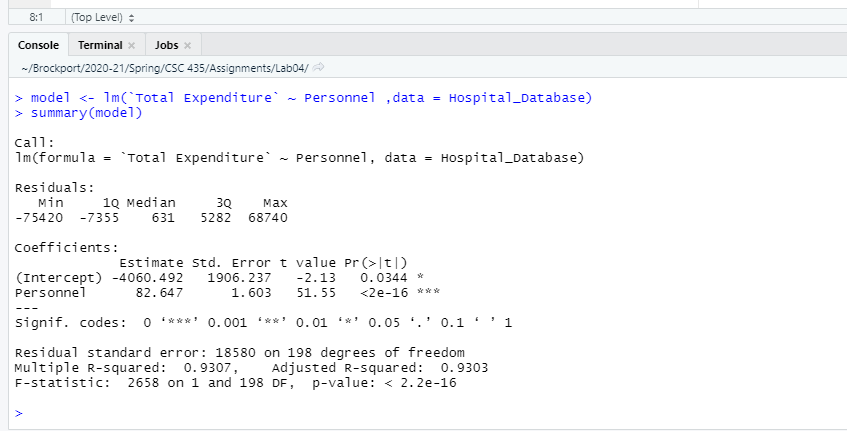 8:1 (Top Level)
Console Terminal × Jobs ×
~/Brockport/2020-21/Spring/CSC 435/Assignments/Lab04/
> model <- lm(`Total Expenditure` ~ Personnel ,data = Hospital_Database)
> summary(model)
Call:
lm(formula = `Total Expenditure` ~ Personnel, data = Hospital_Database)
Residuals:
   Min     1Q Median     3Q    Max
-75420  -7355    631   5282  68740
Coefficients:
             Estimate Std. Error t value Pr(>|t|)
(Intercept) -4060.492   1906.237   -2.13   0.0344 *
Personnel      82.647      1.603   51.55   <2e-16 ***
---
Signif. codes:  0 ‘***’ 0.001 ‘**’ 0.01 ‘*’ 0.05 ‘.’ 0.1 ‘ ’ 1
Residual standard error: 18580 on 198 degrees of freedom
Multiple R-squared:  0.9307,    Adjusted R-squared:  0.9303
F-statistic:  2658 on 1 and 198 DF,  p-value: < 2.2e-16
>